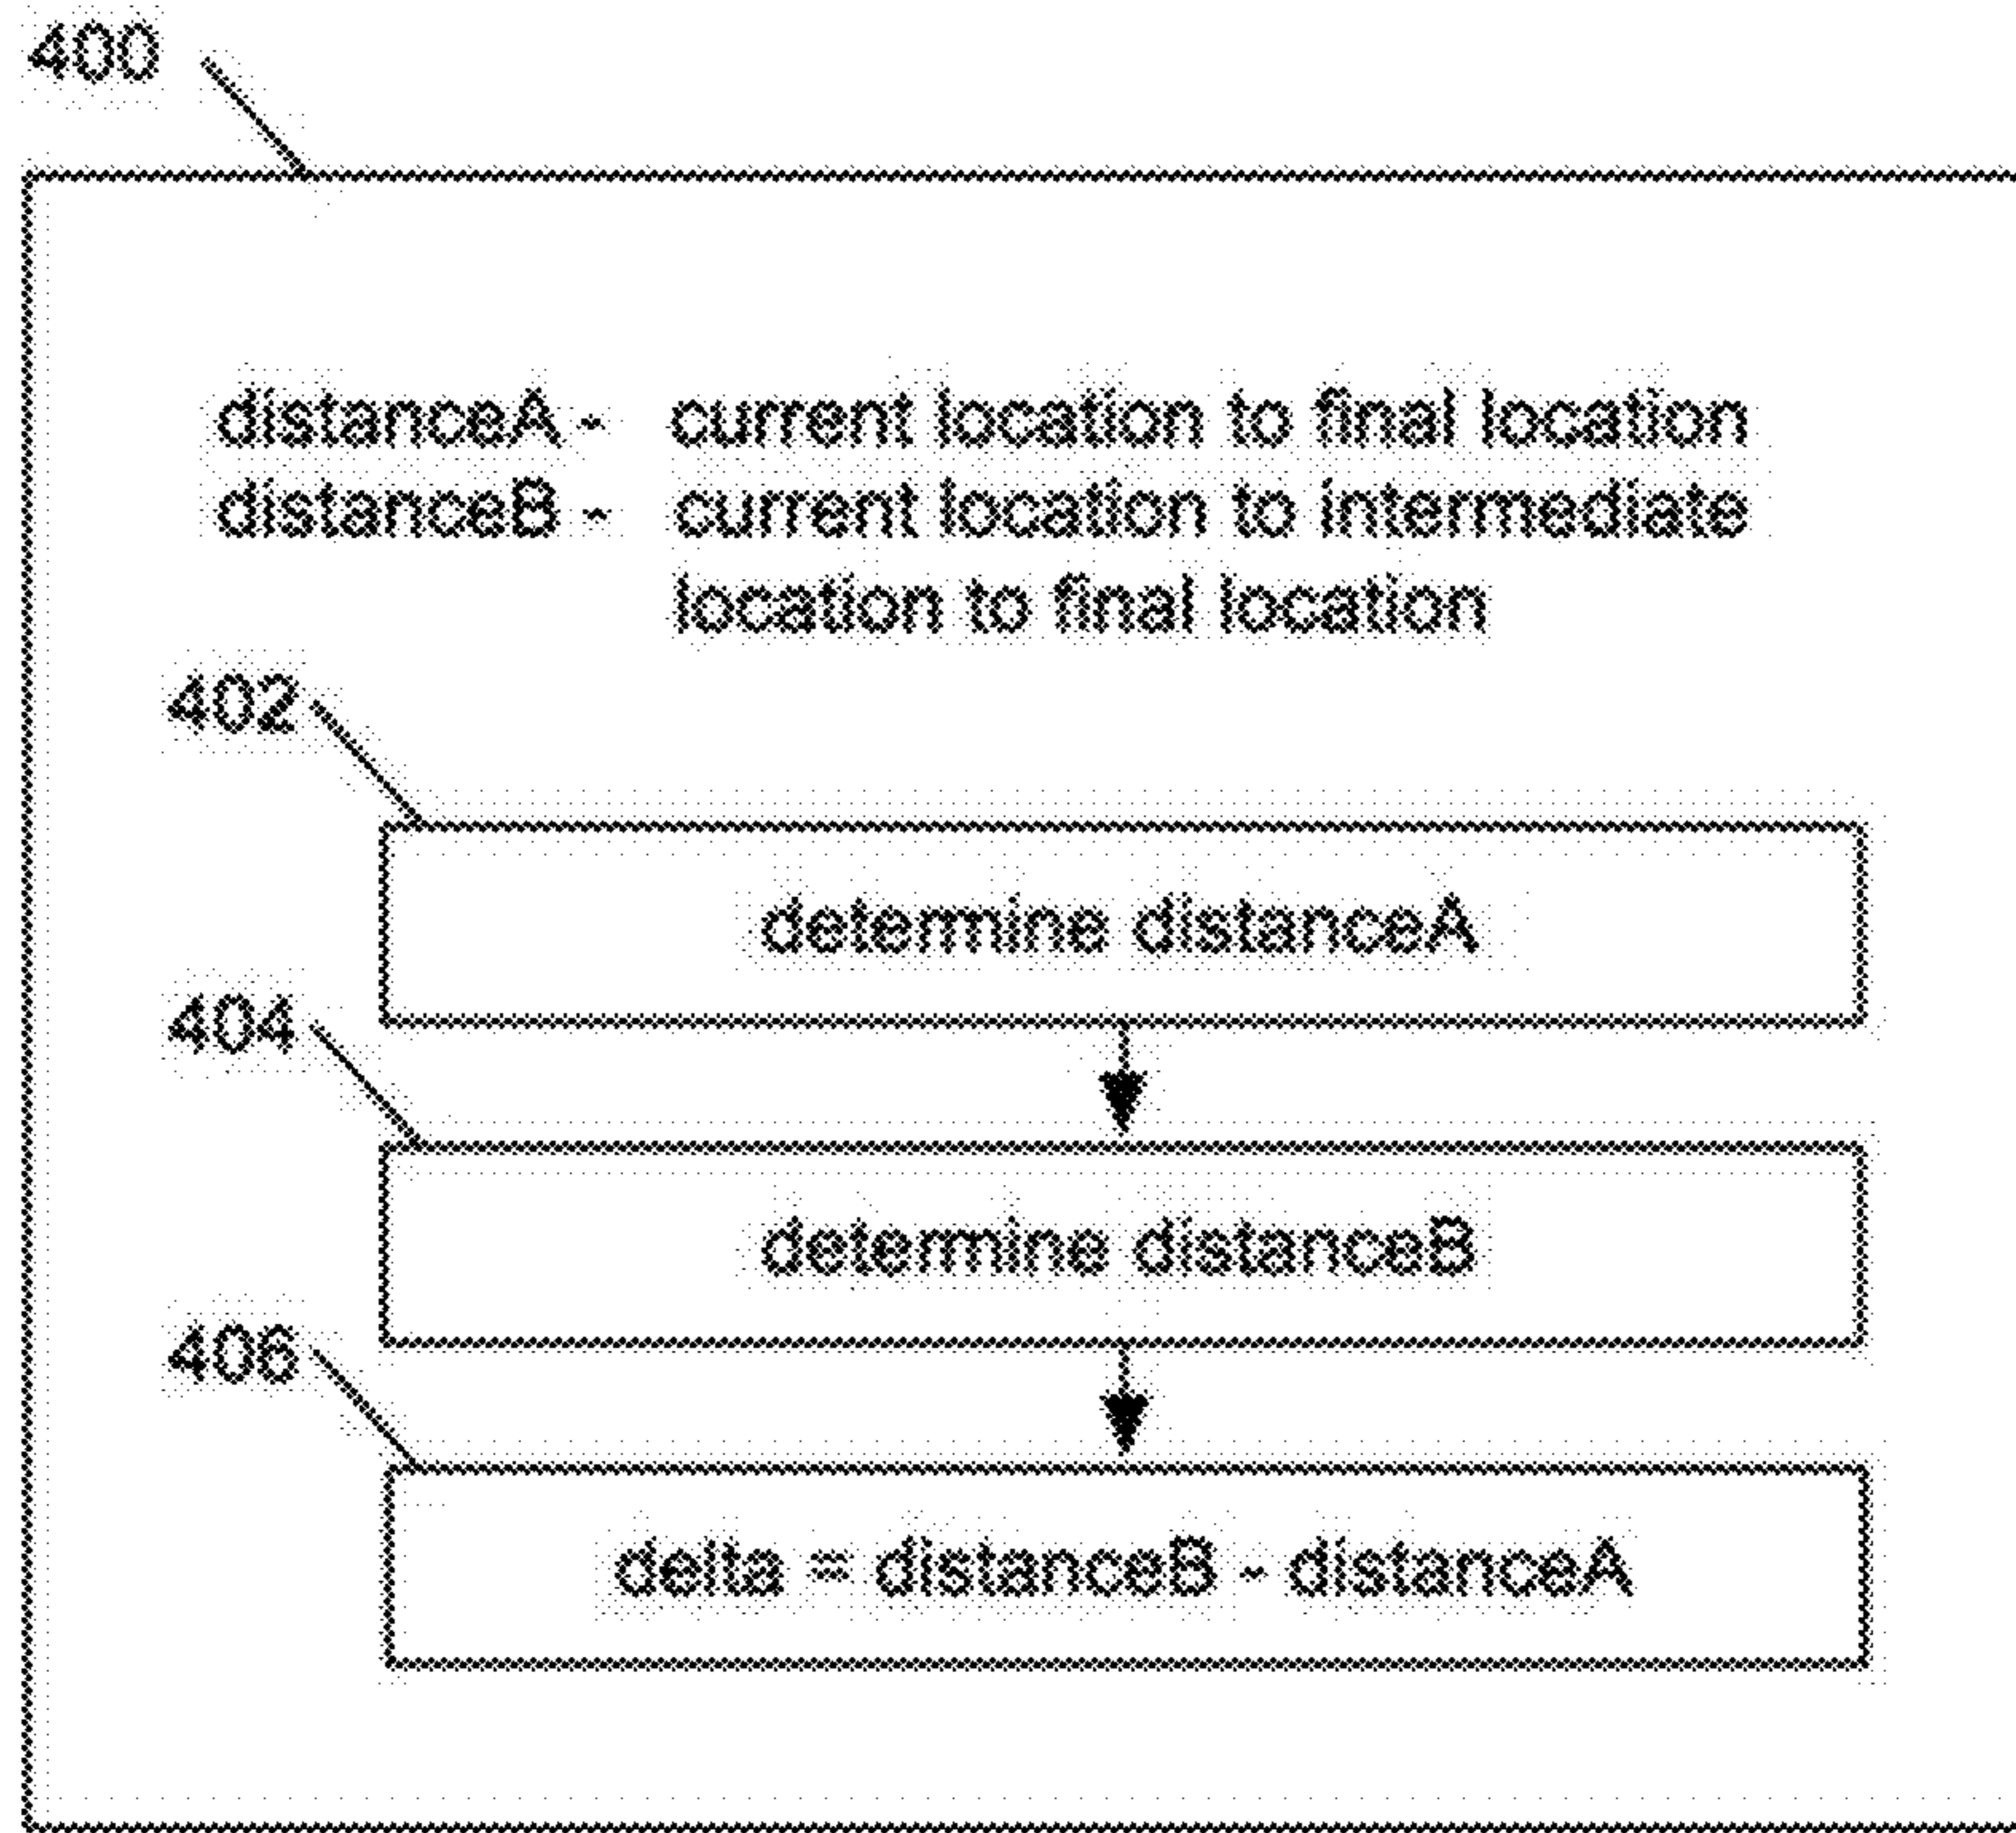 400
distanceA - current location to final location
distanceB - current location to intermediate
location to final location
402
determine distanceA
404
determine distanceB
406
delta = distanceB - distanceA